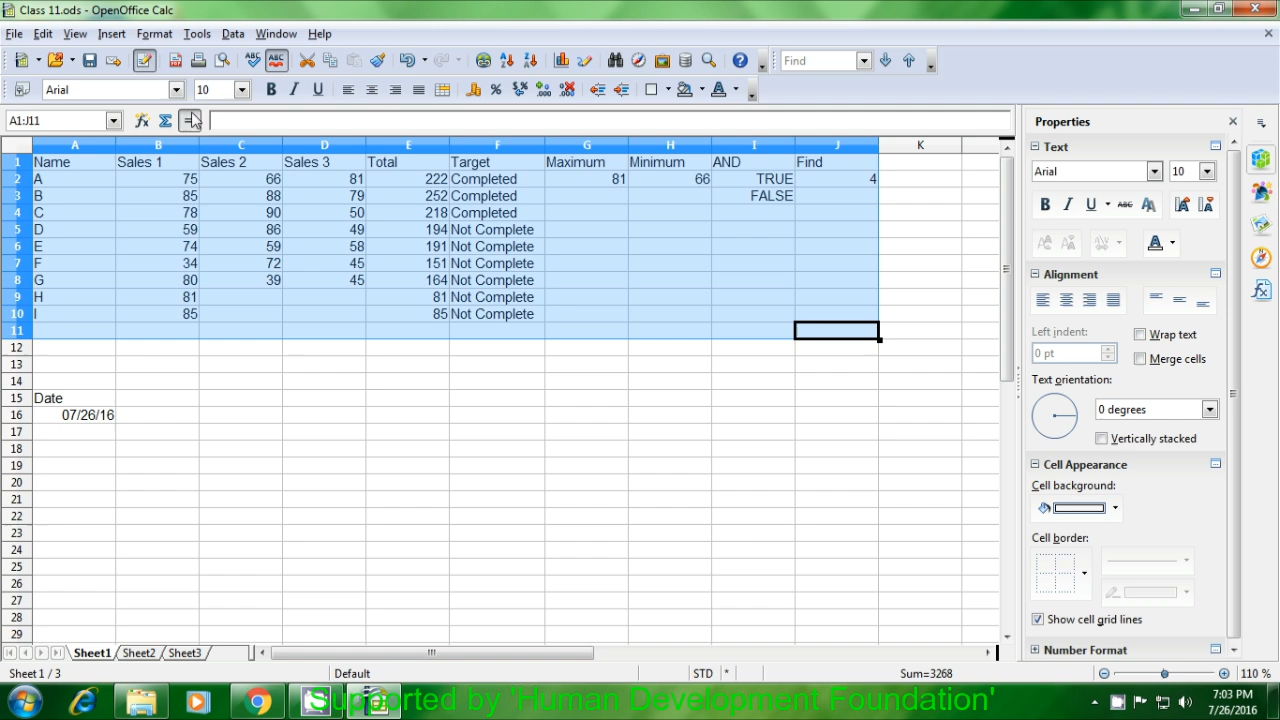 Class 11.ods - OpenOffice Calc
File Edit View Insert Format Tools Data Window Help
Find
Arial 10 B I U
A1:J11
A B C D E F G H I J K
1 Name Sales 1 Sales 2 Sales 3 Total Target Maximum Minimum AND Find
2 A 75 66 81 222 Completed 81 66 TRUE 4
3 B 85 88 79 252 Completed FALSE
4 C 78 90 50 218 Completed
5 D 59 86 49 194 Not Complete
6 E 74 59 58 191 Not Complete
7 F 34 72 45 151 Not Complete
8 G 80 39 45 164 Not Complete
9 H 81 81 Not Complete
10 I 85 85 Not Complete
11
12
13
14
15 Date
16 07/26/16
17
18
19
20
21
22
23
24
25
26
27
28
29
Properties
Text
Arial 10
B I U ABC
Alignment
Left indent:
0 pt
Wrap text
Merge cells
Text orientation:
0 degrees
Vertically stacked
Cell Appearance
Cell background:
Cell border:
Show cell grid lines
Number Format
Sheet1 Sheet2 Sheet3
Sheet 1 / 3 Default STD * Sum=3268 110 %
Supported by 'Human Development Foundation'
7:03 PM
7/26/2016